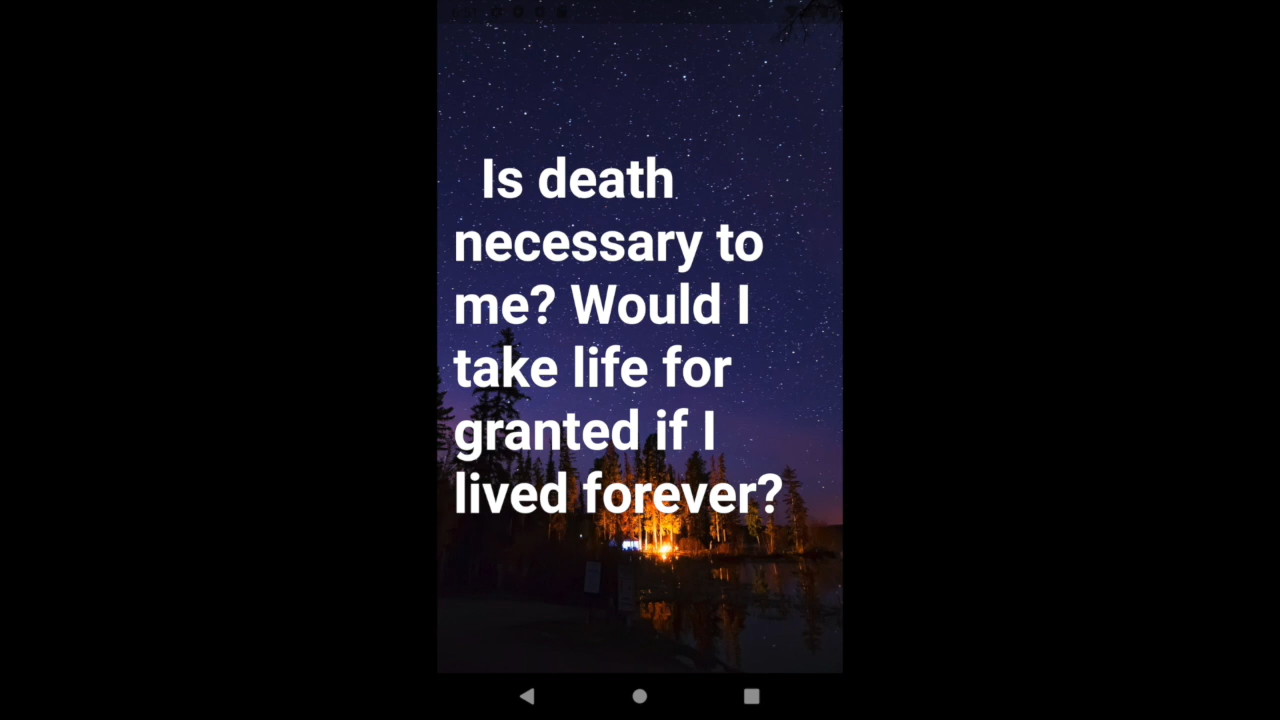 Is death
necessary to
me? Would I
take life for
granted if I
lived forever?